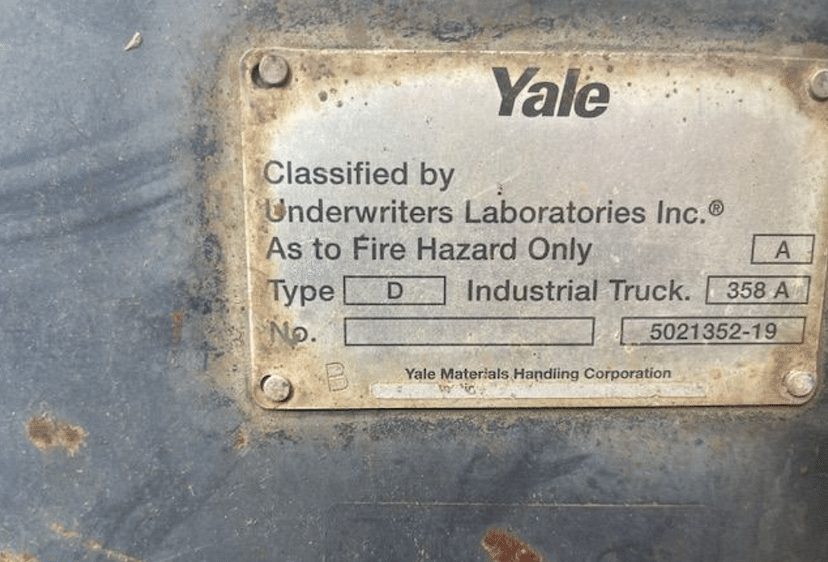 Yale
Classified by
Underwriters Laboratories Inc.®
As to Fire Hazard Only A
Type D Industrial Truck. 358 A
No. 5021352-19
B Yale Materials Handling Corporation